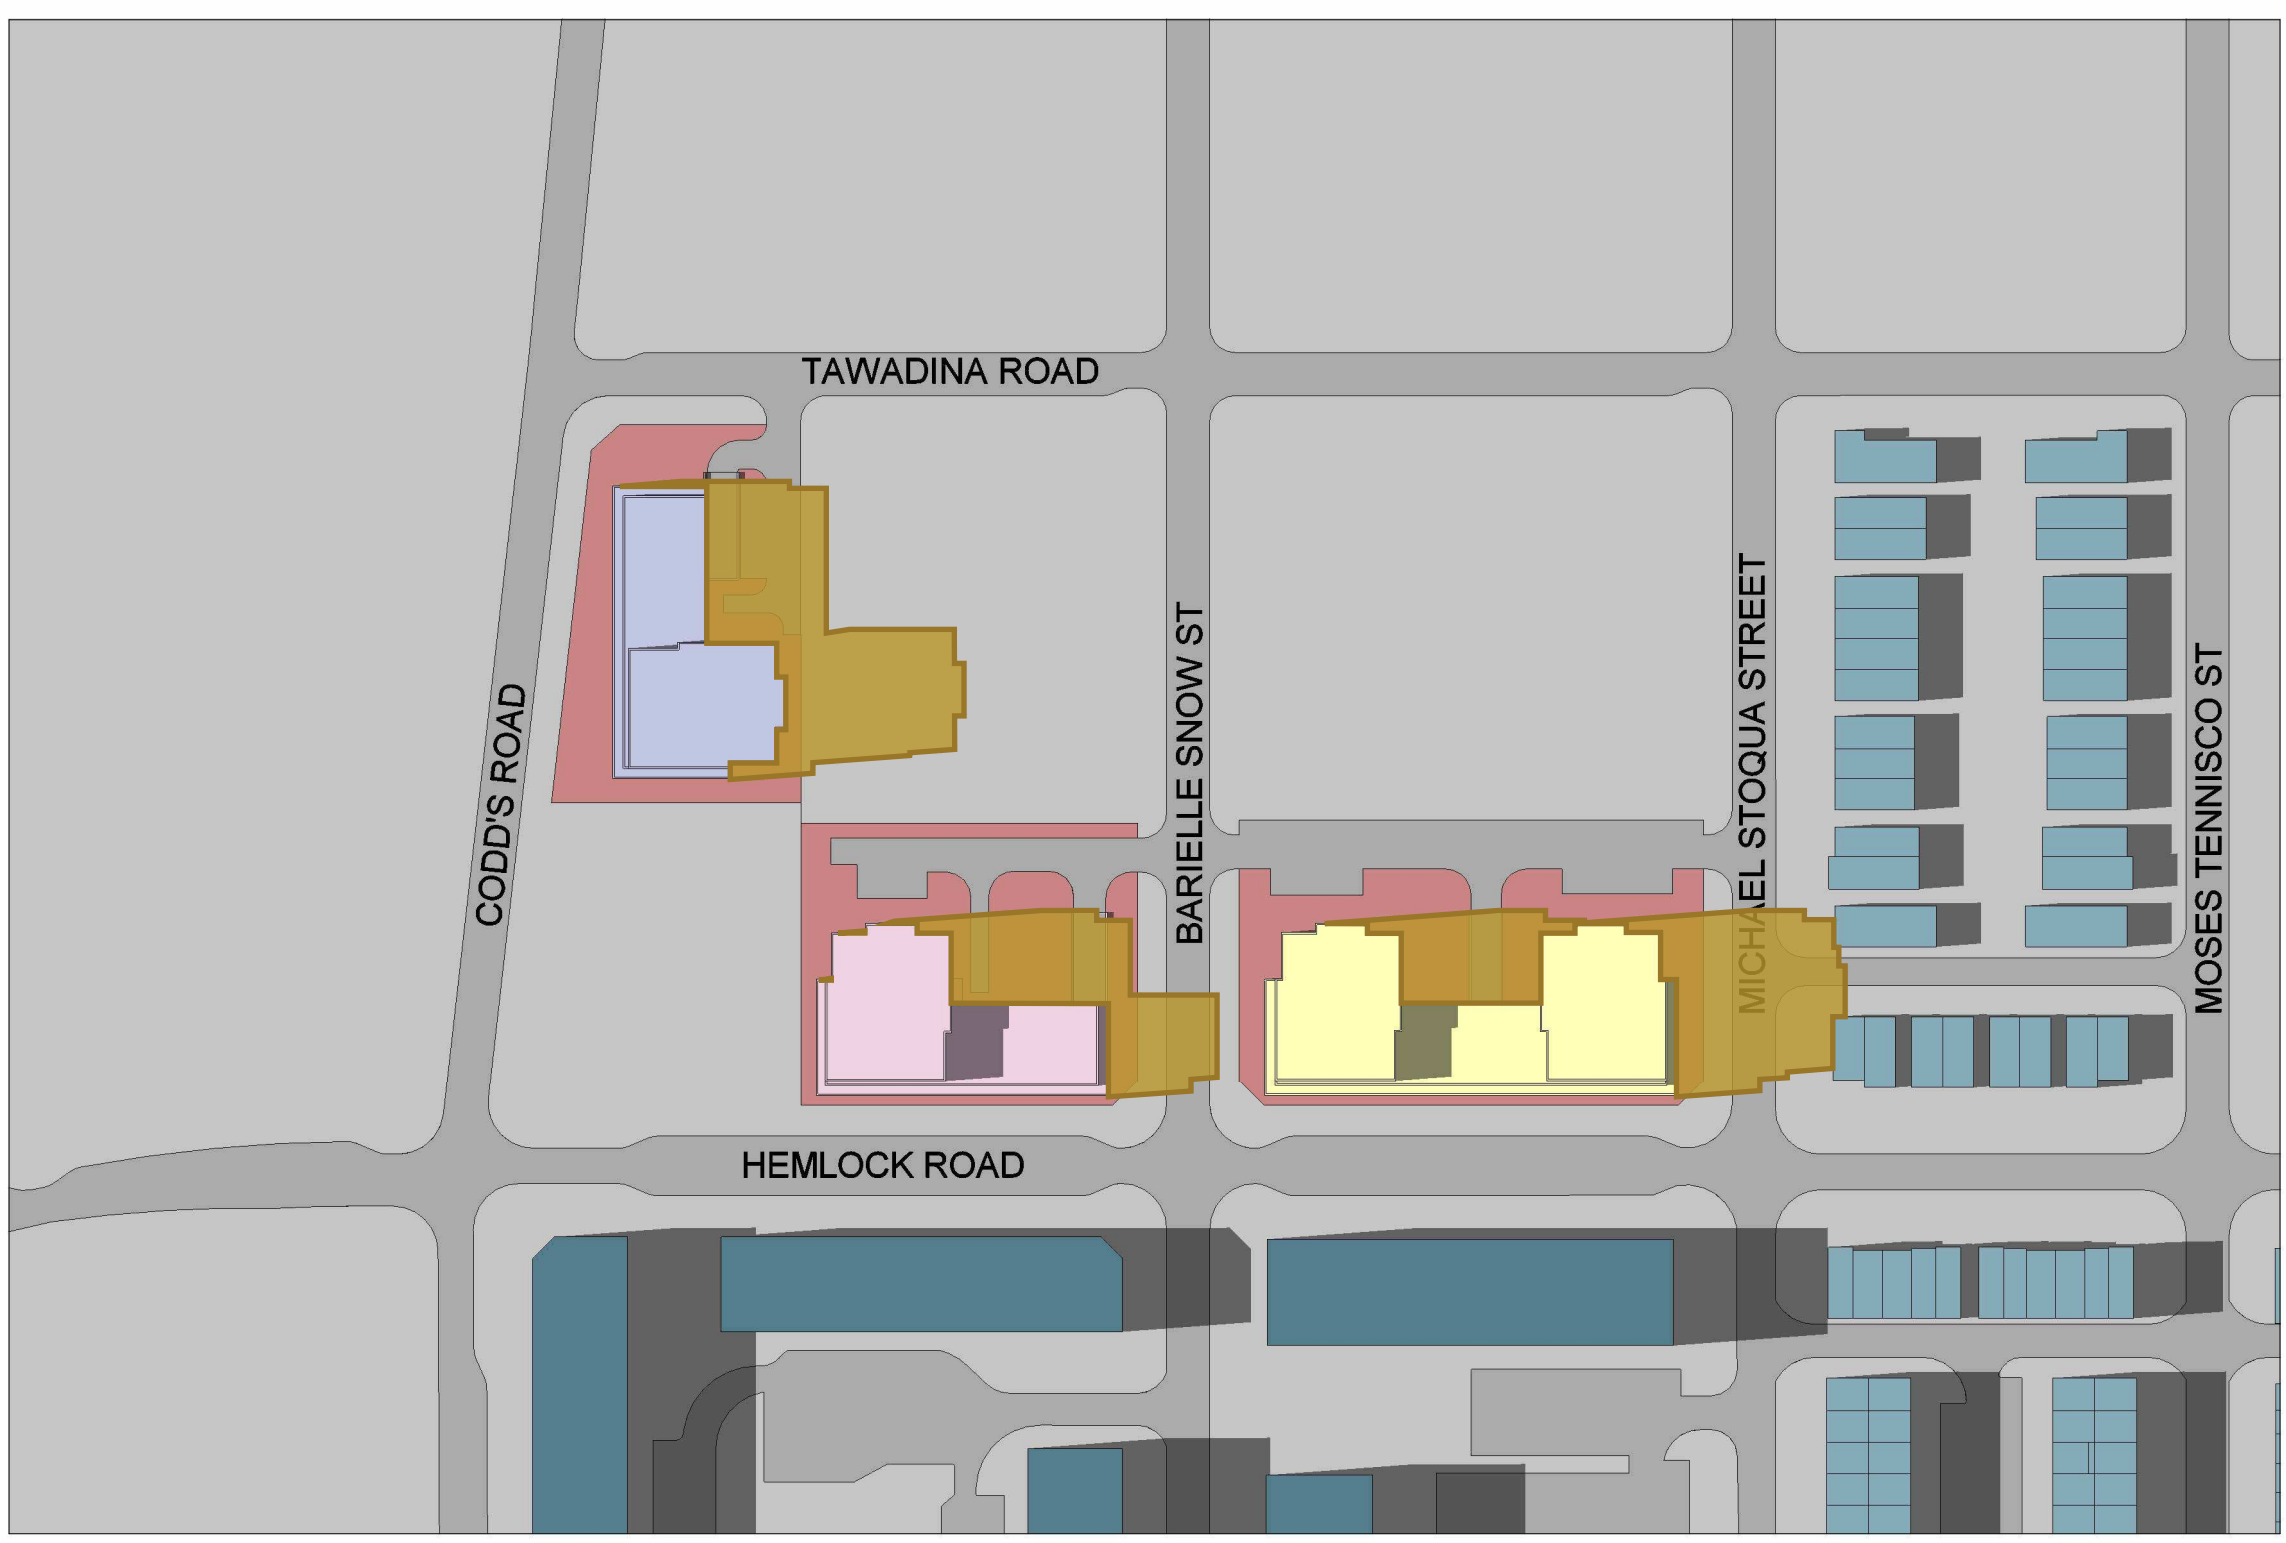 TAWADINA ROAD
CODD'S ROAD
BARIELLE SNOW ST
MICHAEL STOQUA STREET
MOSES TENNISCO ST
HEMLOCK ROAD